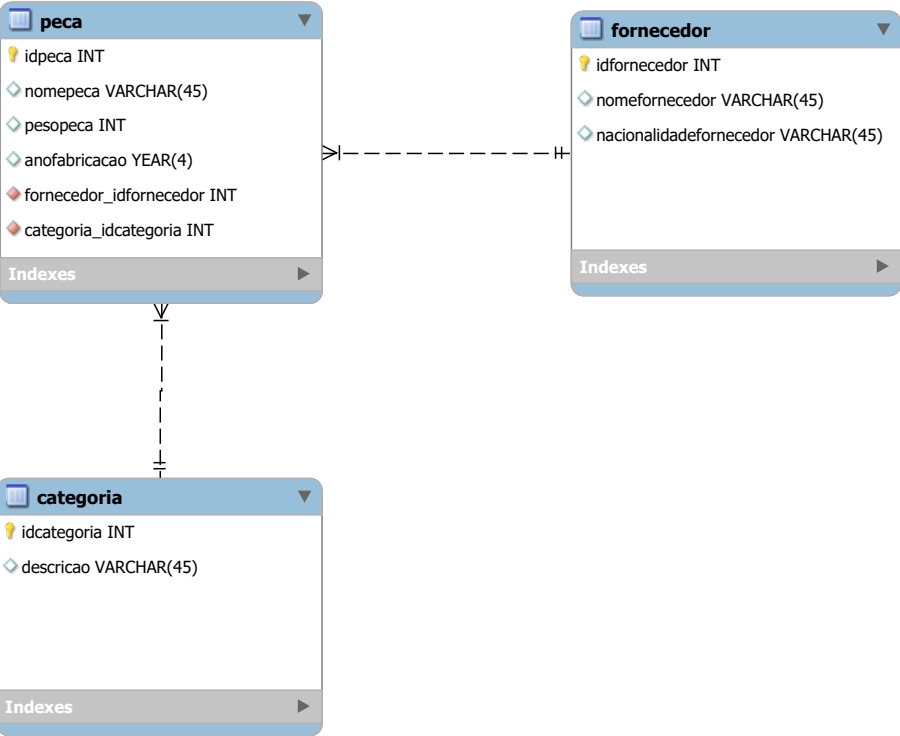 peca
idpeca INT
nomepeca VARCHAR(45)
pesopeca INT
anofabricacao YEAR(4)
fornecedor_idfornecedor INT
categoria_idcategoria INT
Indexes
fornecedor
idfornecedor INT
nomefornecedor VARCHAR(45)
nacionalidadefornecedor VARCHAR(45)
Indexes
categoria
idcategoria INT
descricao VARCHAR(45)
Indexes